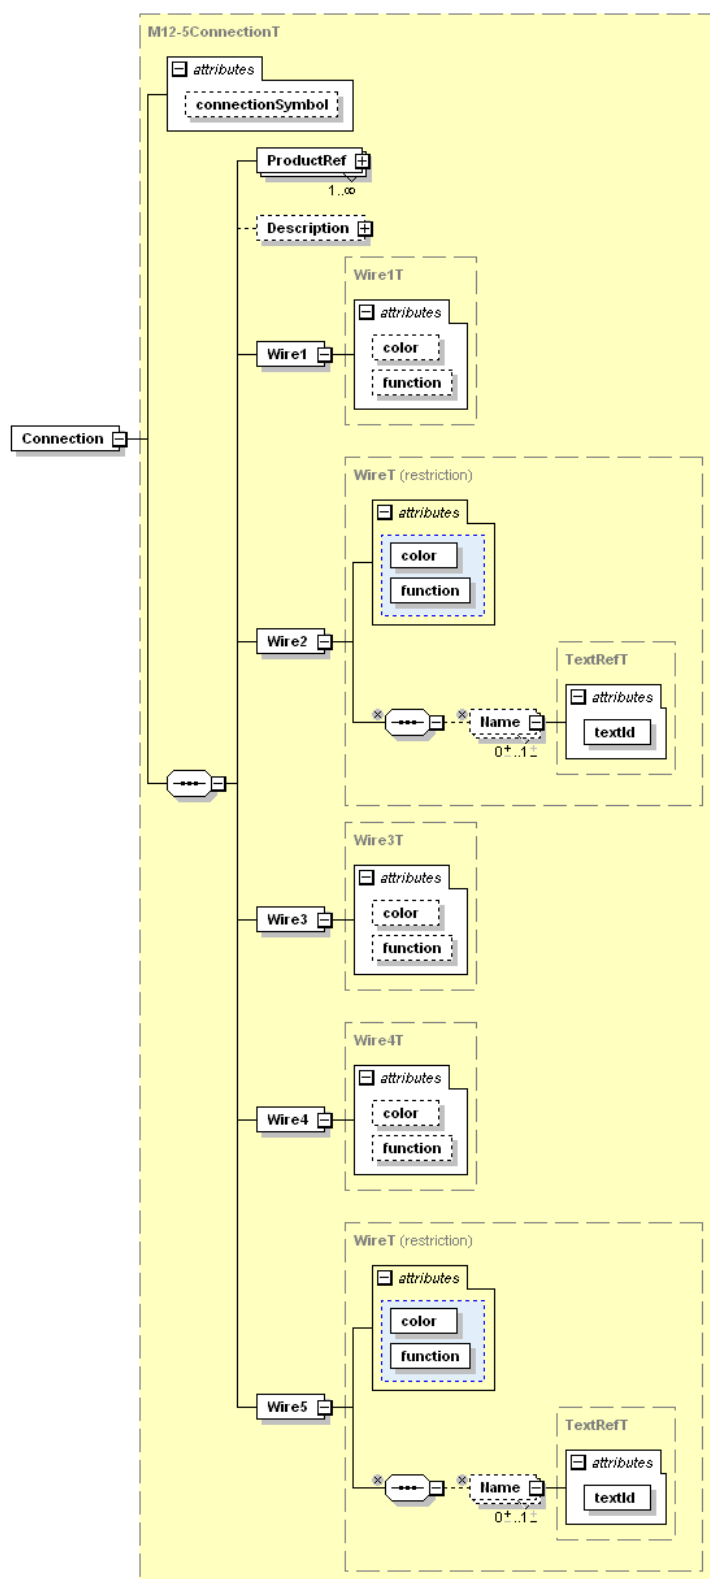 M12-5ConnectionT
attributes
connectionSymbol
ProductRef
1..∞
Description
Wire1T
attributes
color
function
Wire1
Connection
WireT (restriction)
attributes
color
function
Wire2
TextRefT
attributes
Name
textId
0±..1±
Wire3T
attributes
color
function
Wire3
Wire4T
attributes
color
function
Wire4
WireT (restriction)
attributes
color
function
Wire5
TextRefT
attributes
Name
textId
0±..1±